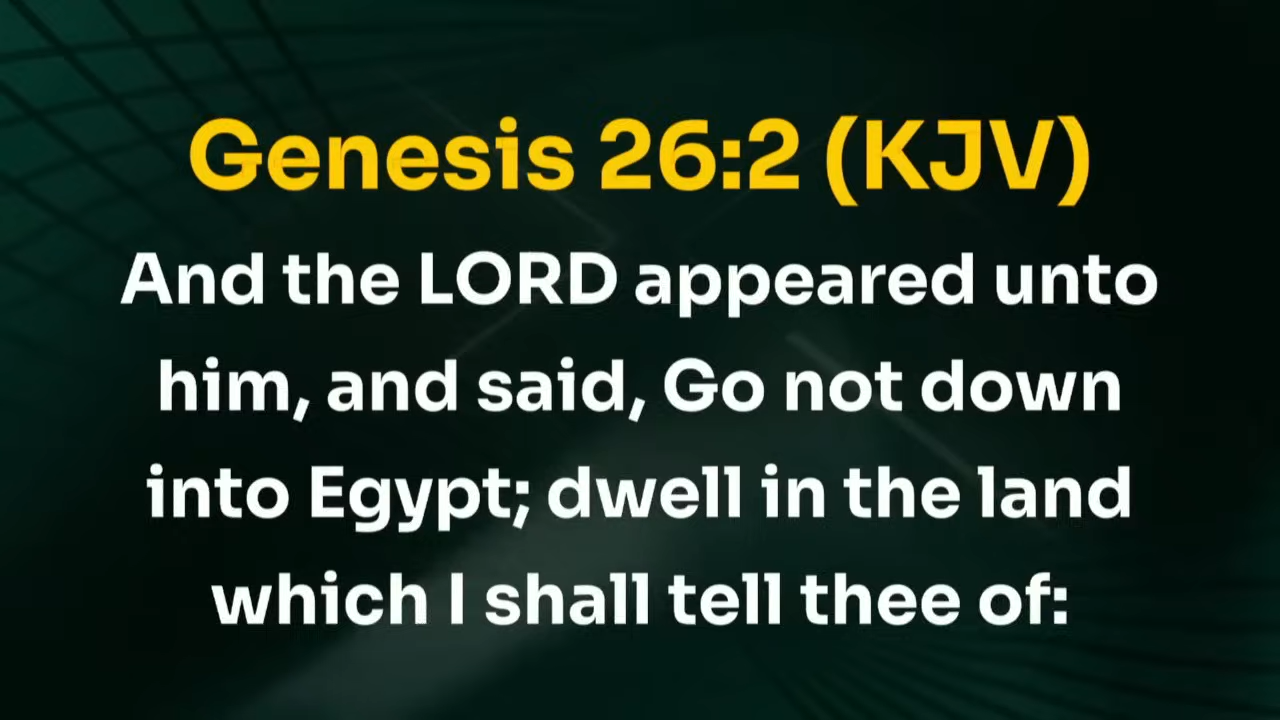 Genesis 26:2 (KJV)
And the LORD appeared unto
him, and said, Go not down
into Egypt; dwell in the land
which I shall tell thee of: